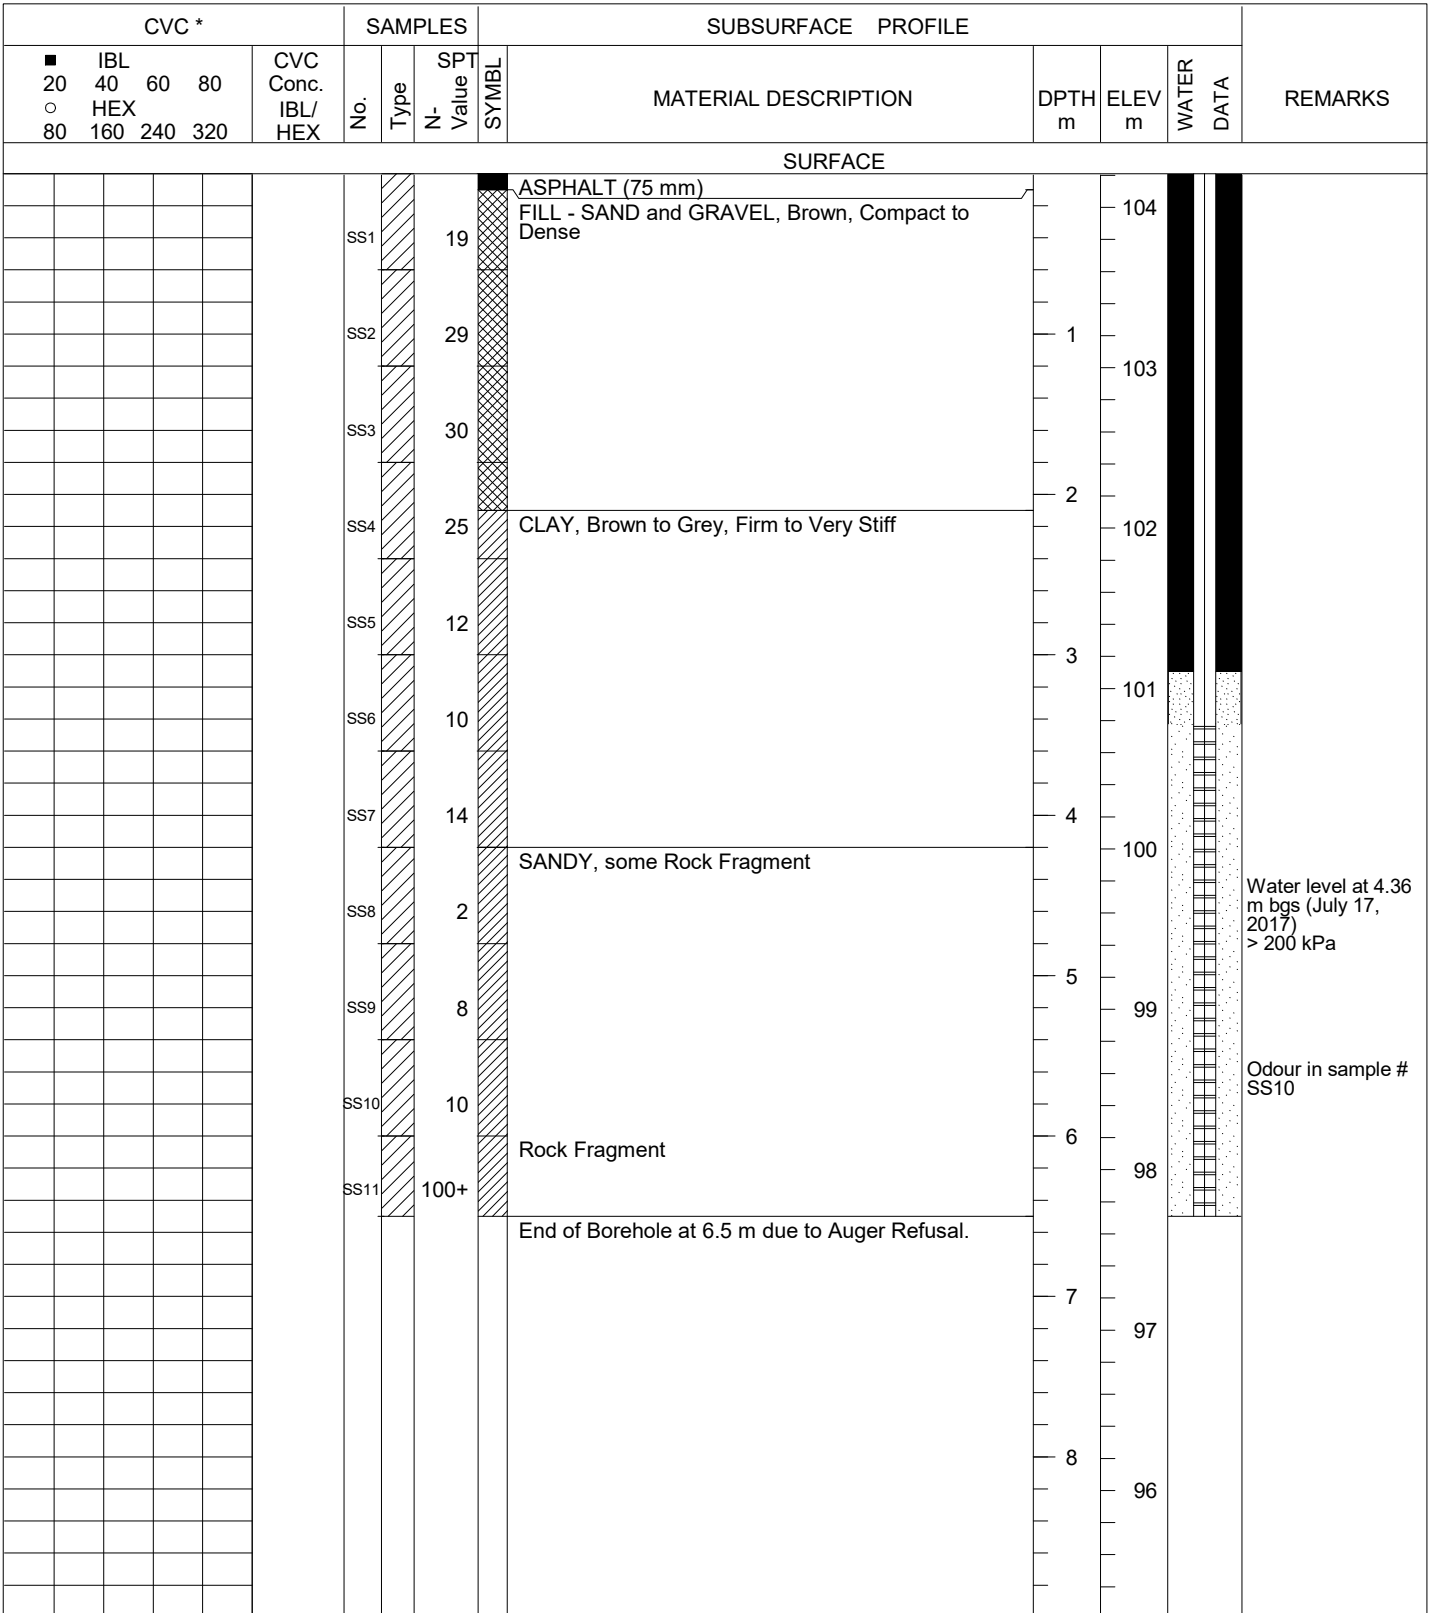 CVC *
SAMPLES
SUBSURFACE PROFILE
■ IBL
20 40 60 80
○ HEX
80 160 240 320
CVC
Conc.
IBL/
HEX
No.
Type
SPT
N-
Value
SYMBL
MATERIAL DESCRIPTION
DPTH
m
ELEV
m
WATER
DATA
REMARKS
SURFACE
ASPHALT (75 mm)
FILL - SAND and GRAVEL, Brown, Compact to
Dense
104
SS1 19
SS2 29
1
103
SS3 30
2
SS4 25
CLAY, Brown to Grey, Firm to Very Stiff
102
SS5 12
3
101
SS6 10
SS7 14
4
100
SANDY, some Rock Fragment
SS8 2
Water level at 4.36
m bgs (July 17,
2017)
> 200 kPa
5
SS9 8
99
Odour in sample #
SS10
SS10 10
6
Rock Fragment
98
SS11 100+
End of Borehole at 6.5 m due to Auger Refusal.
7
97
8
96